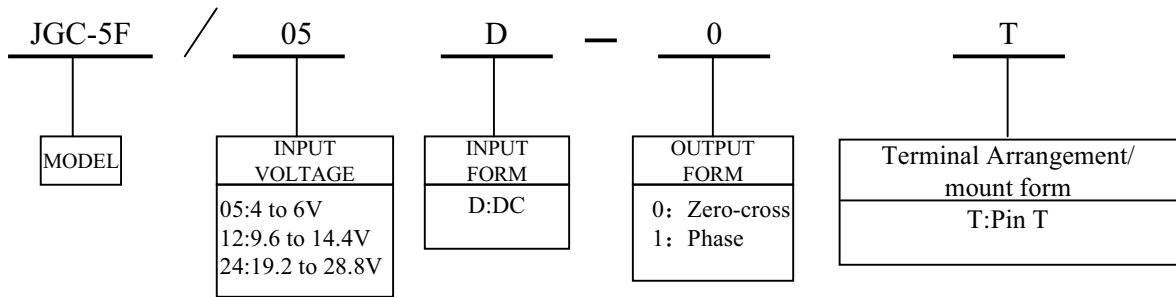 JGC-5F / 05 D — 0 T
MODEL
INPUT
VOLTAGE
05:4 to 6V
12:9.6 to 14.4V
24:19.2 to 28.8V
INPUT
FORM
D:DC
OUTPUT
FORM
0：Zero-cross
1：Phase
Terminal Arrangement/
mount form
T:Pin T